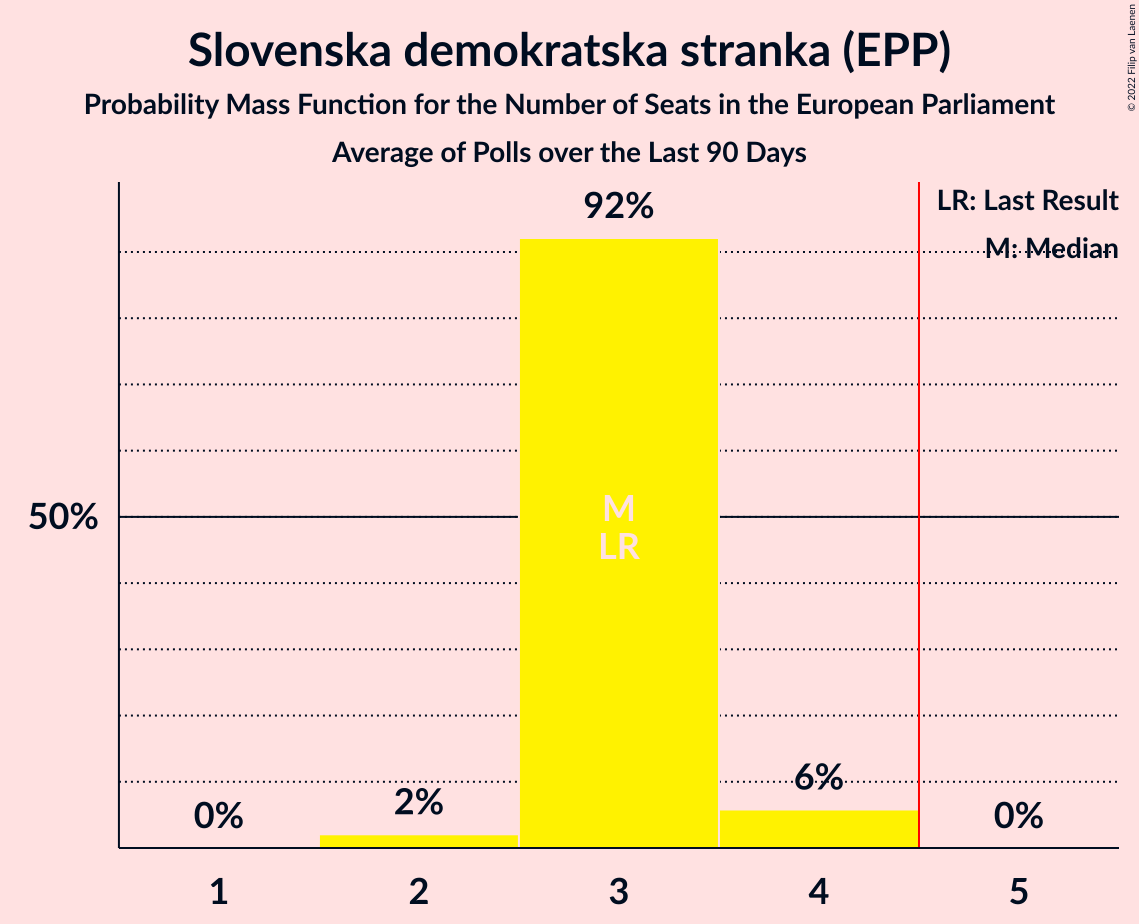 Slovenska demokratska stranka (EPP)
Probability Mass Function for the Number of Seats in the European Parliament
Average of Polls over the Last 90 Days
© 2022 Filip van Laenen
LR: Last Result
M: Median
92%
50%
M
LR
0%
2%
6%
0%
1 2 3 4 5